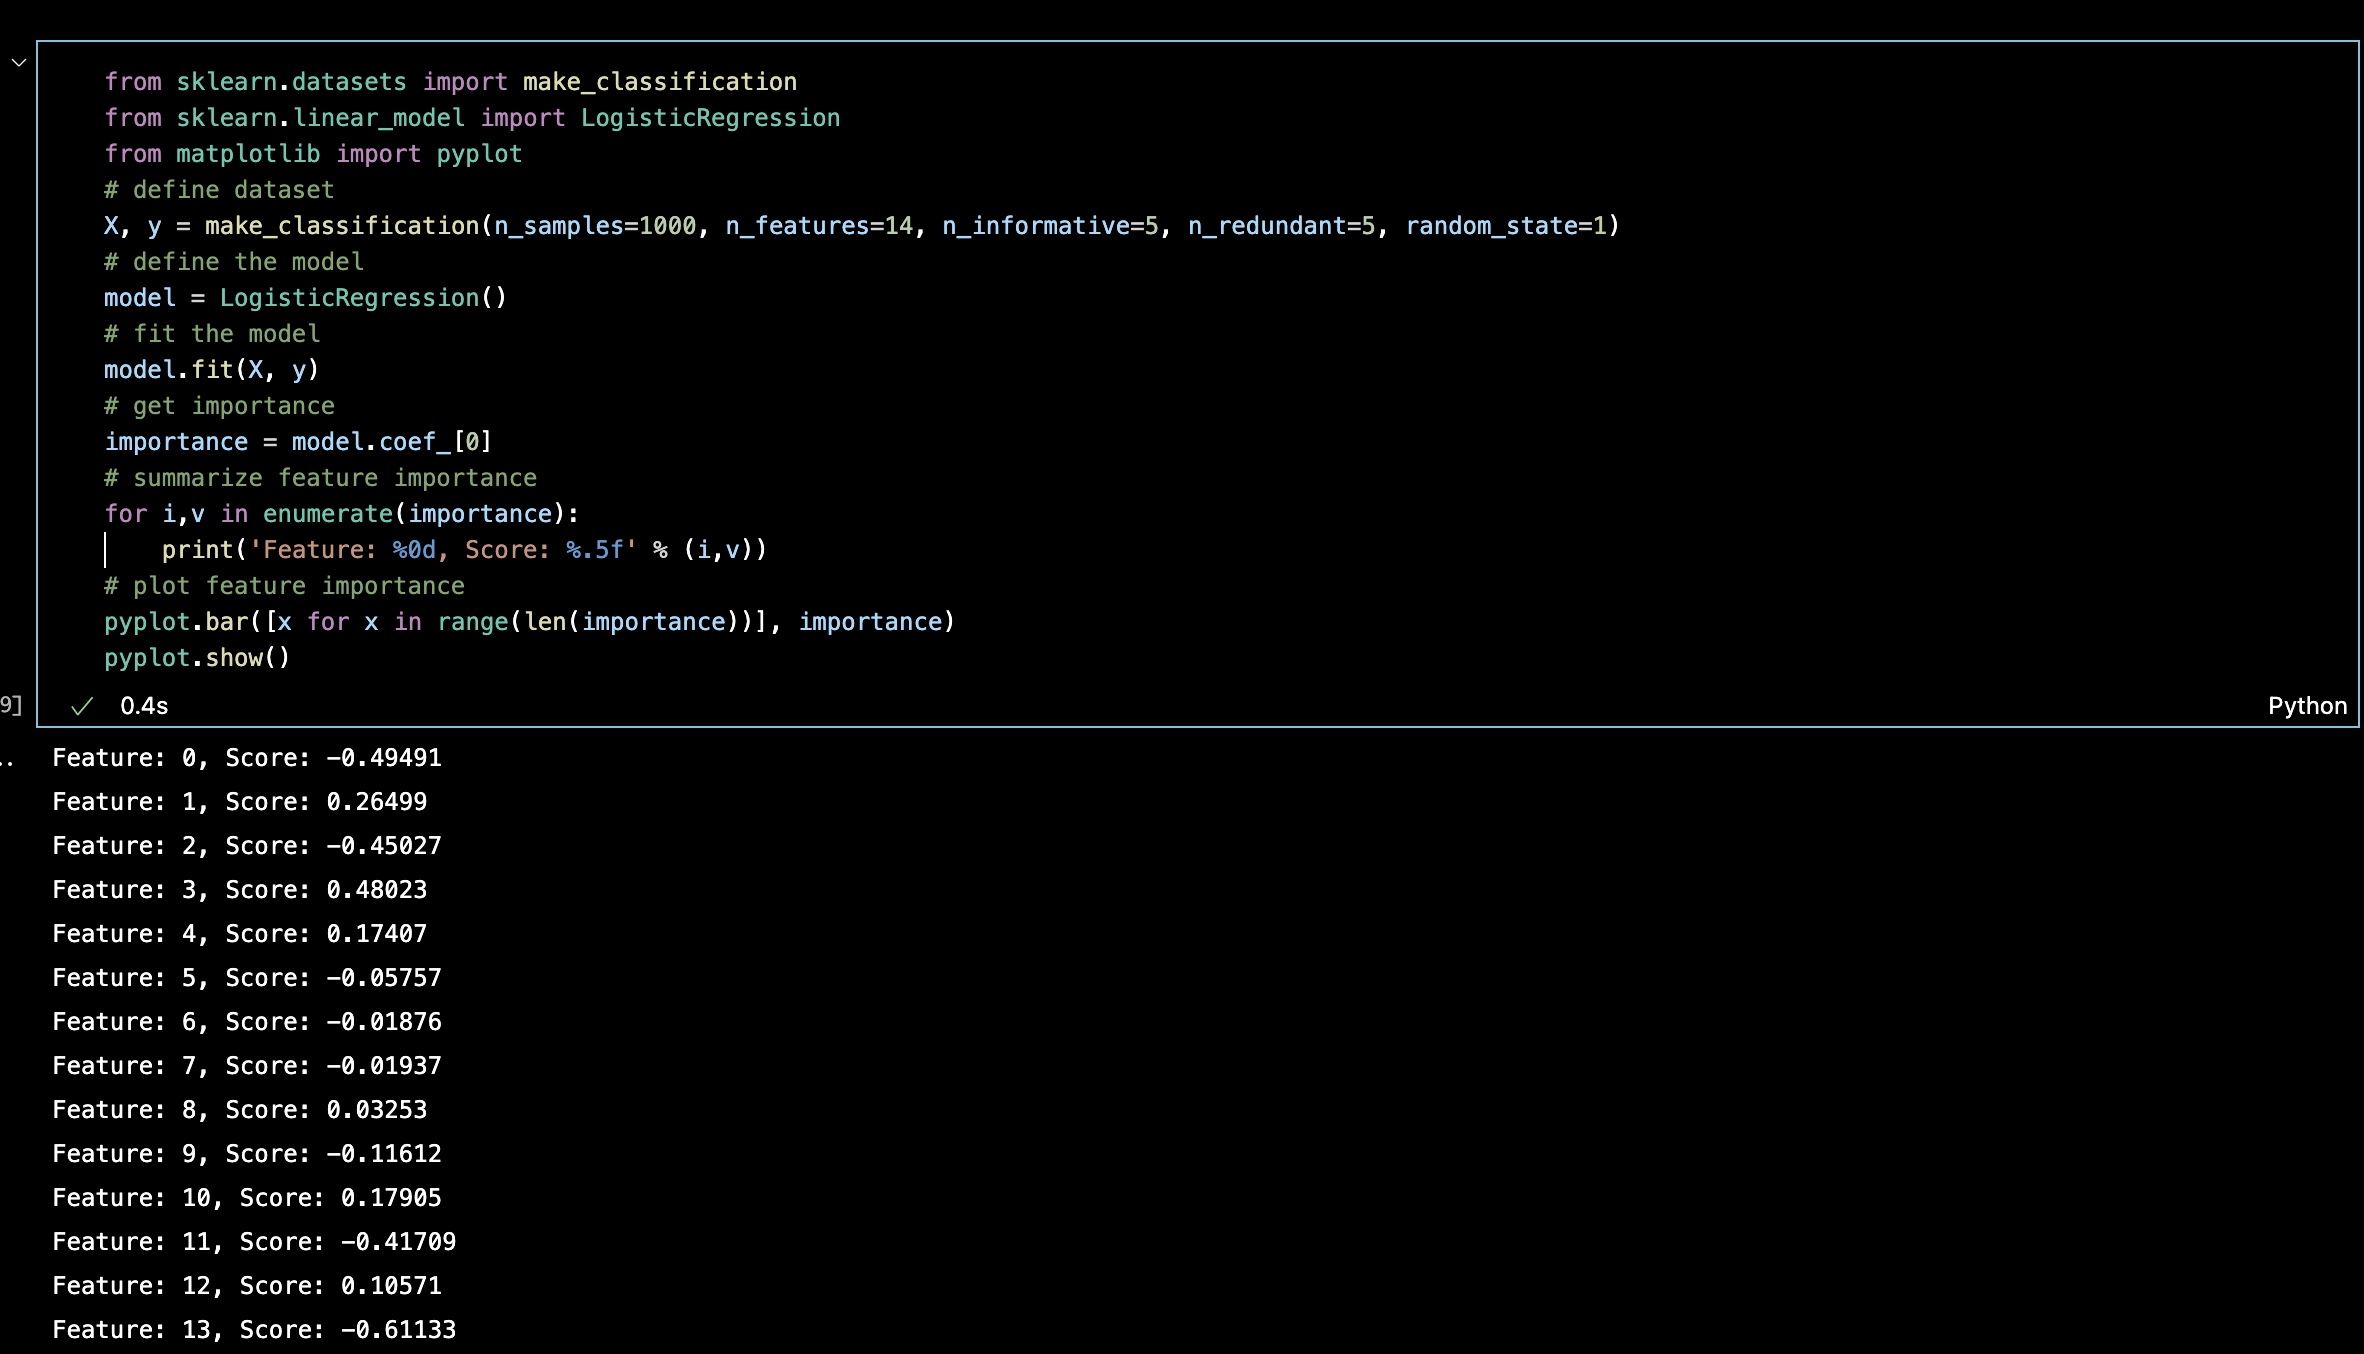 from sklearn.datasets import make_classification
from sklearn.linear_model import LogisticRegression
from matplotlib import pyplot
# define dataset
X, y = make_classification(n_samples=1000, n_features=14, n_informative=5, n_redundant=5, random_state=1)
# define the model
model = LogisticRegression()
# fit the model
model.fit(X, y)
# get importance
importance = model.coef_[0]
# summarize feature importance
for i,v in enumerate(importance):
    print('Feature: %0d, Score: %.5f' % (i,v))
# plot feature importance
pyplot.bar([x for x in range(len(importance))], importance)
pyplot.show()
9] 0.4s Python
.. Feature: 0, Score: -0.49491
Feature: 1, Score: 0.26499
Feature: 2, Score: -0.45027
Feature: 3, Score: 0.48023
Feature: 4, Score: 0.17407
Feature: 5, Score: -0.05757
Feature: 6, Score: -0.01876
Feature: 7, Score: -0.01937
Feature: 8, Score: 0.03253
Feature: 9, Score: -0.11612
Feature: 10, Score: 0.17905
Feature: 11, Score: -0.41709
Feature: 12, Score: 0.10571
Feature: 13, Score: -0.61133